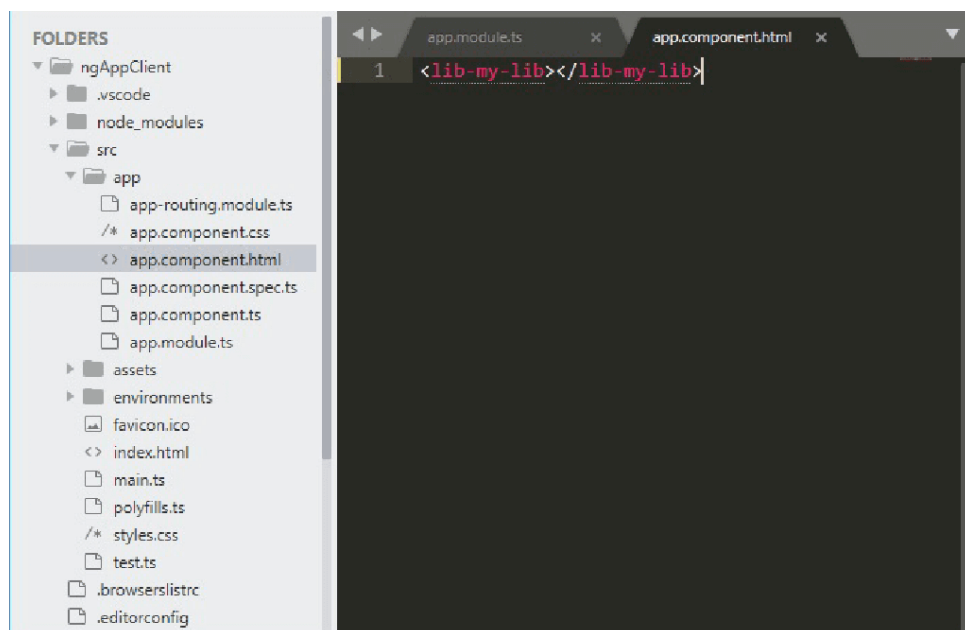 FOLDERS
ngAppClient
.vscode
node_modules
src
app
app-routing.module.ts
/* app.component.css
<> app.component.html
app.component.spec.ts
app.component.ts
app.module.ts
assets
environments
favicon.ico
<> index.html
main.ts
polyfills.ts
/* styles.css
test.ts
.browserslistrc
.editorconfig
app.module.ts × app.component.html ×
1 <lib-my-lib></lib-my-lib>